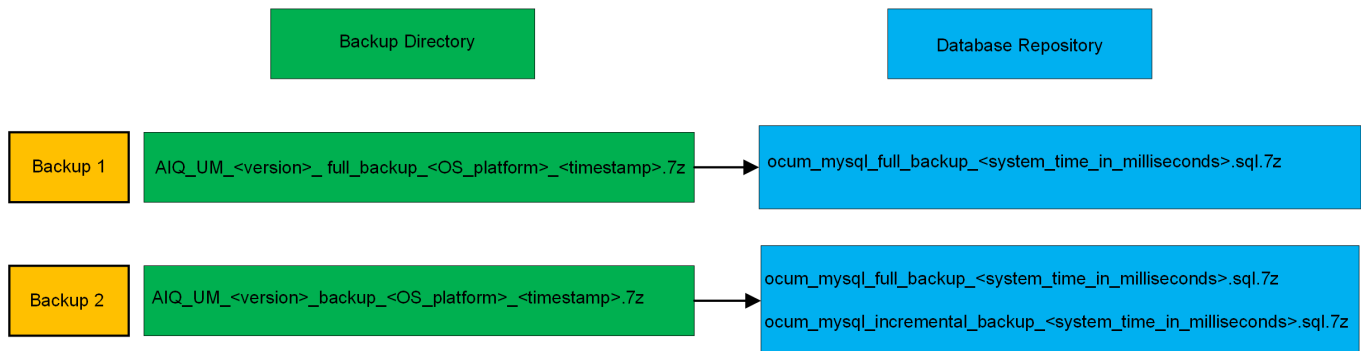 Backup Directory
Database Repository
Backup 1
AIQ_UM_<version>_ full_backup_<OS_platform>_<timestamp>.7z
ocum_mysql_full_backup_<system_time_in_milliseconds>.sql.7z
Backup 2
AIQ_UM_<version>_backup_<OS_platform>_<timestamp>.7z
ocum_mysql_full_backup_<system_time_in_milliseconds>.sql.7z
ocum_mysql_incremental_backup_<system_time_in_milliseconds>.sql.7z